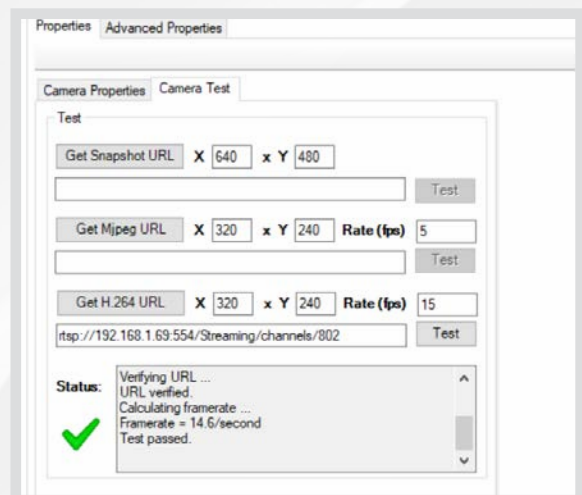 Properties Advanced Properties
Camera Properties Camera Test
Test
Get Snapshot URL X 640 x Y 480
Test
Get Mjpeg URL X 320 x Y 240 Rate (fps) 5
Test
Get H.264 URL X 320 x Y 240 Rate (fps) 15
rtsp://192.168.1.69:554/Streaming/channels/802 Test
Status:
Verifying URL ...
URL verified.
Calculating framerate ...
Framerate = 14.6/second
Test passed.